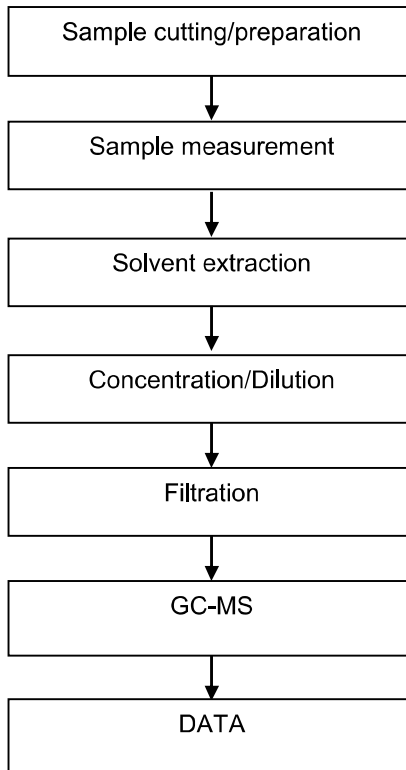 Sample cutting/preparation
Sample measurement
Solvent extraction
Concentration/Dilution
Filtration
GC-MS
DATA